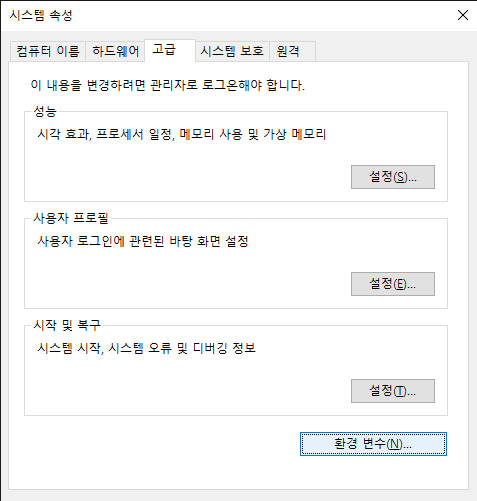 시스템 속성
컴퓨터 이름 하드웨어 고급 시스템 보호 원격
이 내용을 변경하려면 관리자로 로그온해야 합니다.
성능
시각 효과, 프로세서 일정, 메모리 사용 및 가상 메모리
설정(S)...
사용자 프로필
사용자 로그인에 관련된 바탕 화면 설정
설정(E)...
시작 및 복구
시스템 시작, 시스템 오류 및 디버깅 정보
설정(T)...
환경 변수(N)...